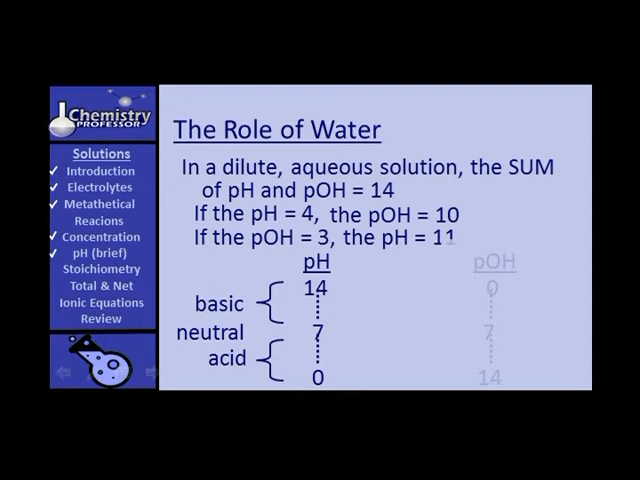 Chemistry
PROFESSOR
Solutions
Introduction
Electrolytes
Metathetical
Reacions
Concentration
pH (brief)
Stoichiometry
Total & Net
Ionic Equations
Review
The Role of Water
In a dilute, aqueous solution, the SUM
of pH and pOH = 14
If the pH = 4, the pOH = 10
If the pOH = 3, the pH = 11
pH pOH
14 0
basic
neutral 7 7
acid
0 14